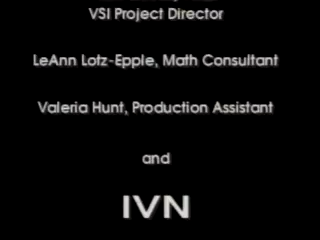 VSI Project Director
LeAnn Lotz-Epple, Math Consultant
Valeria Hunt, Production Assistant
and
IVN